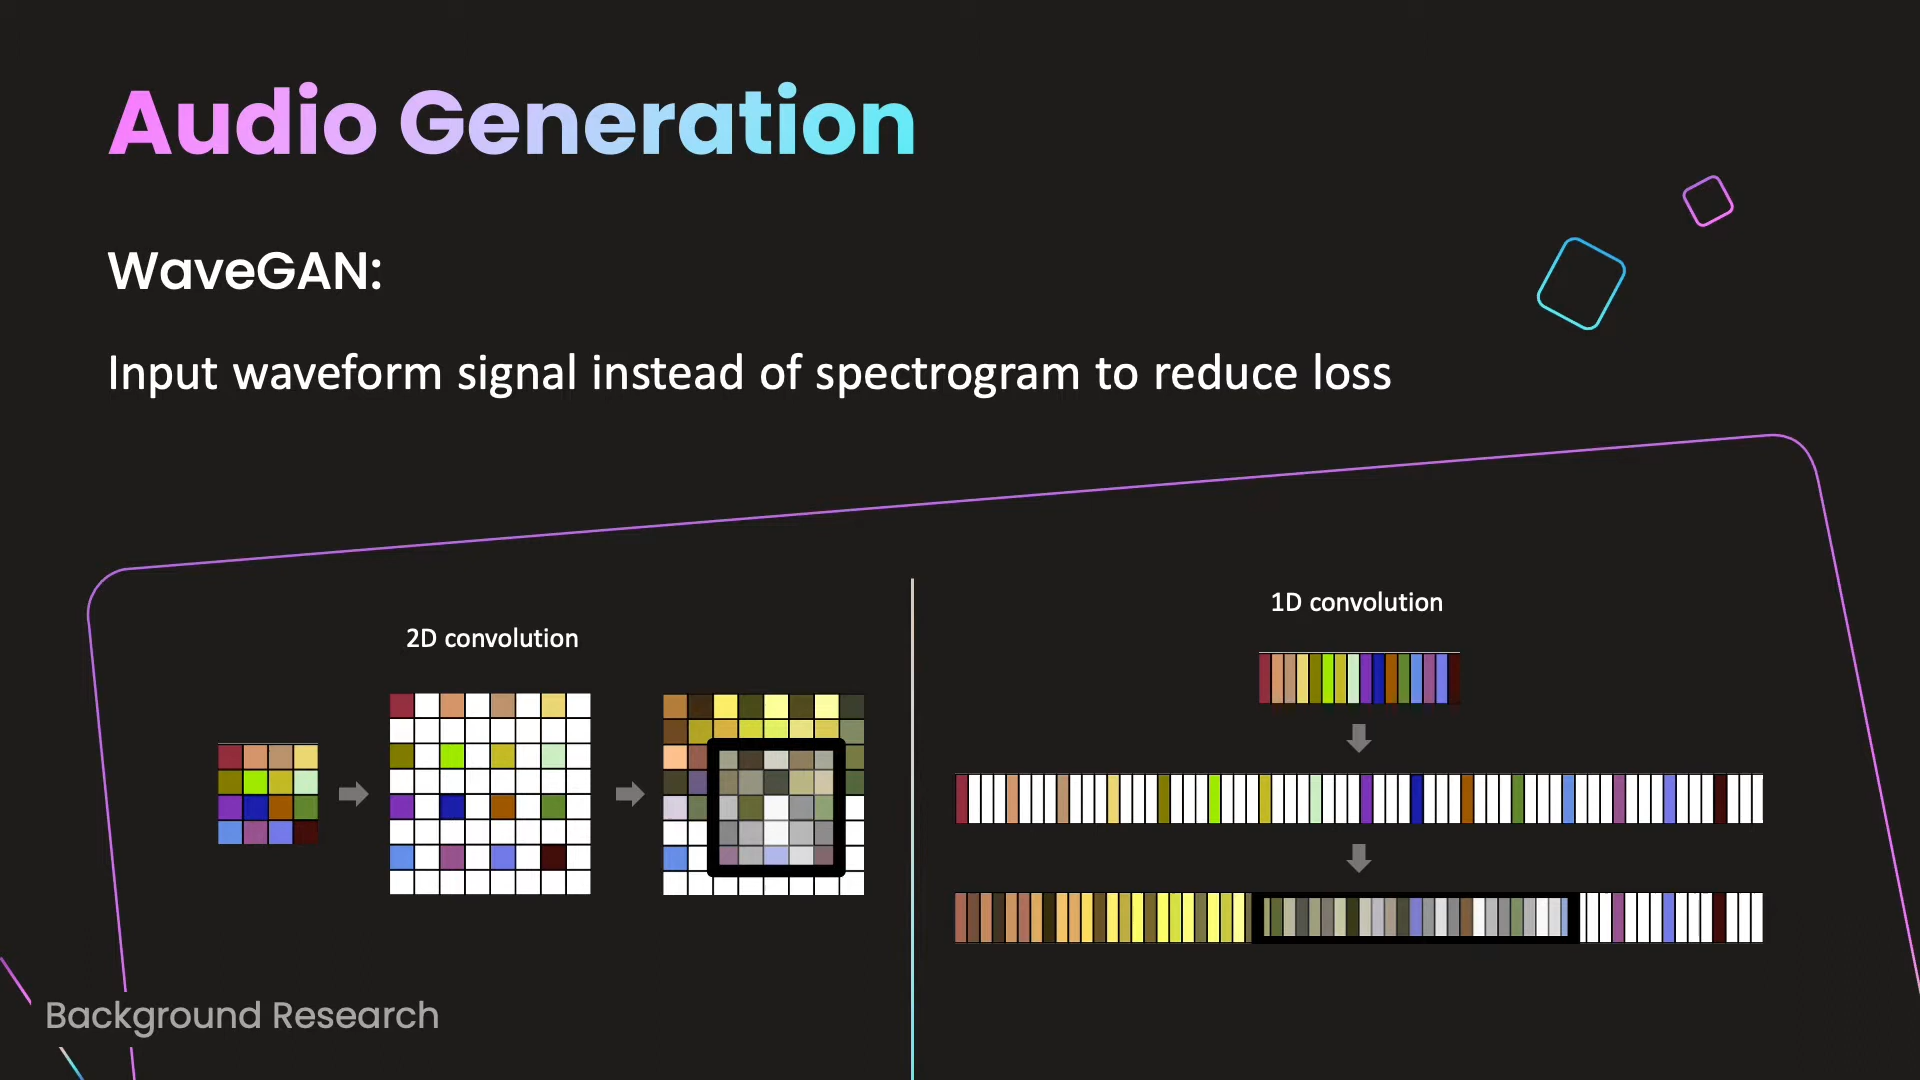 Audio Generation
WaveGAN:
Input waveform signal instead of spectrogram to reduce loss
2D convolution
1D convolution
Background Research